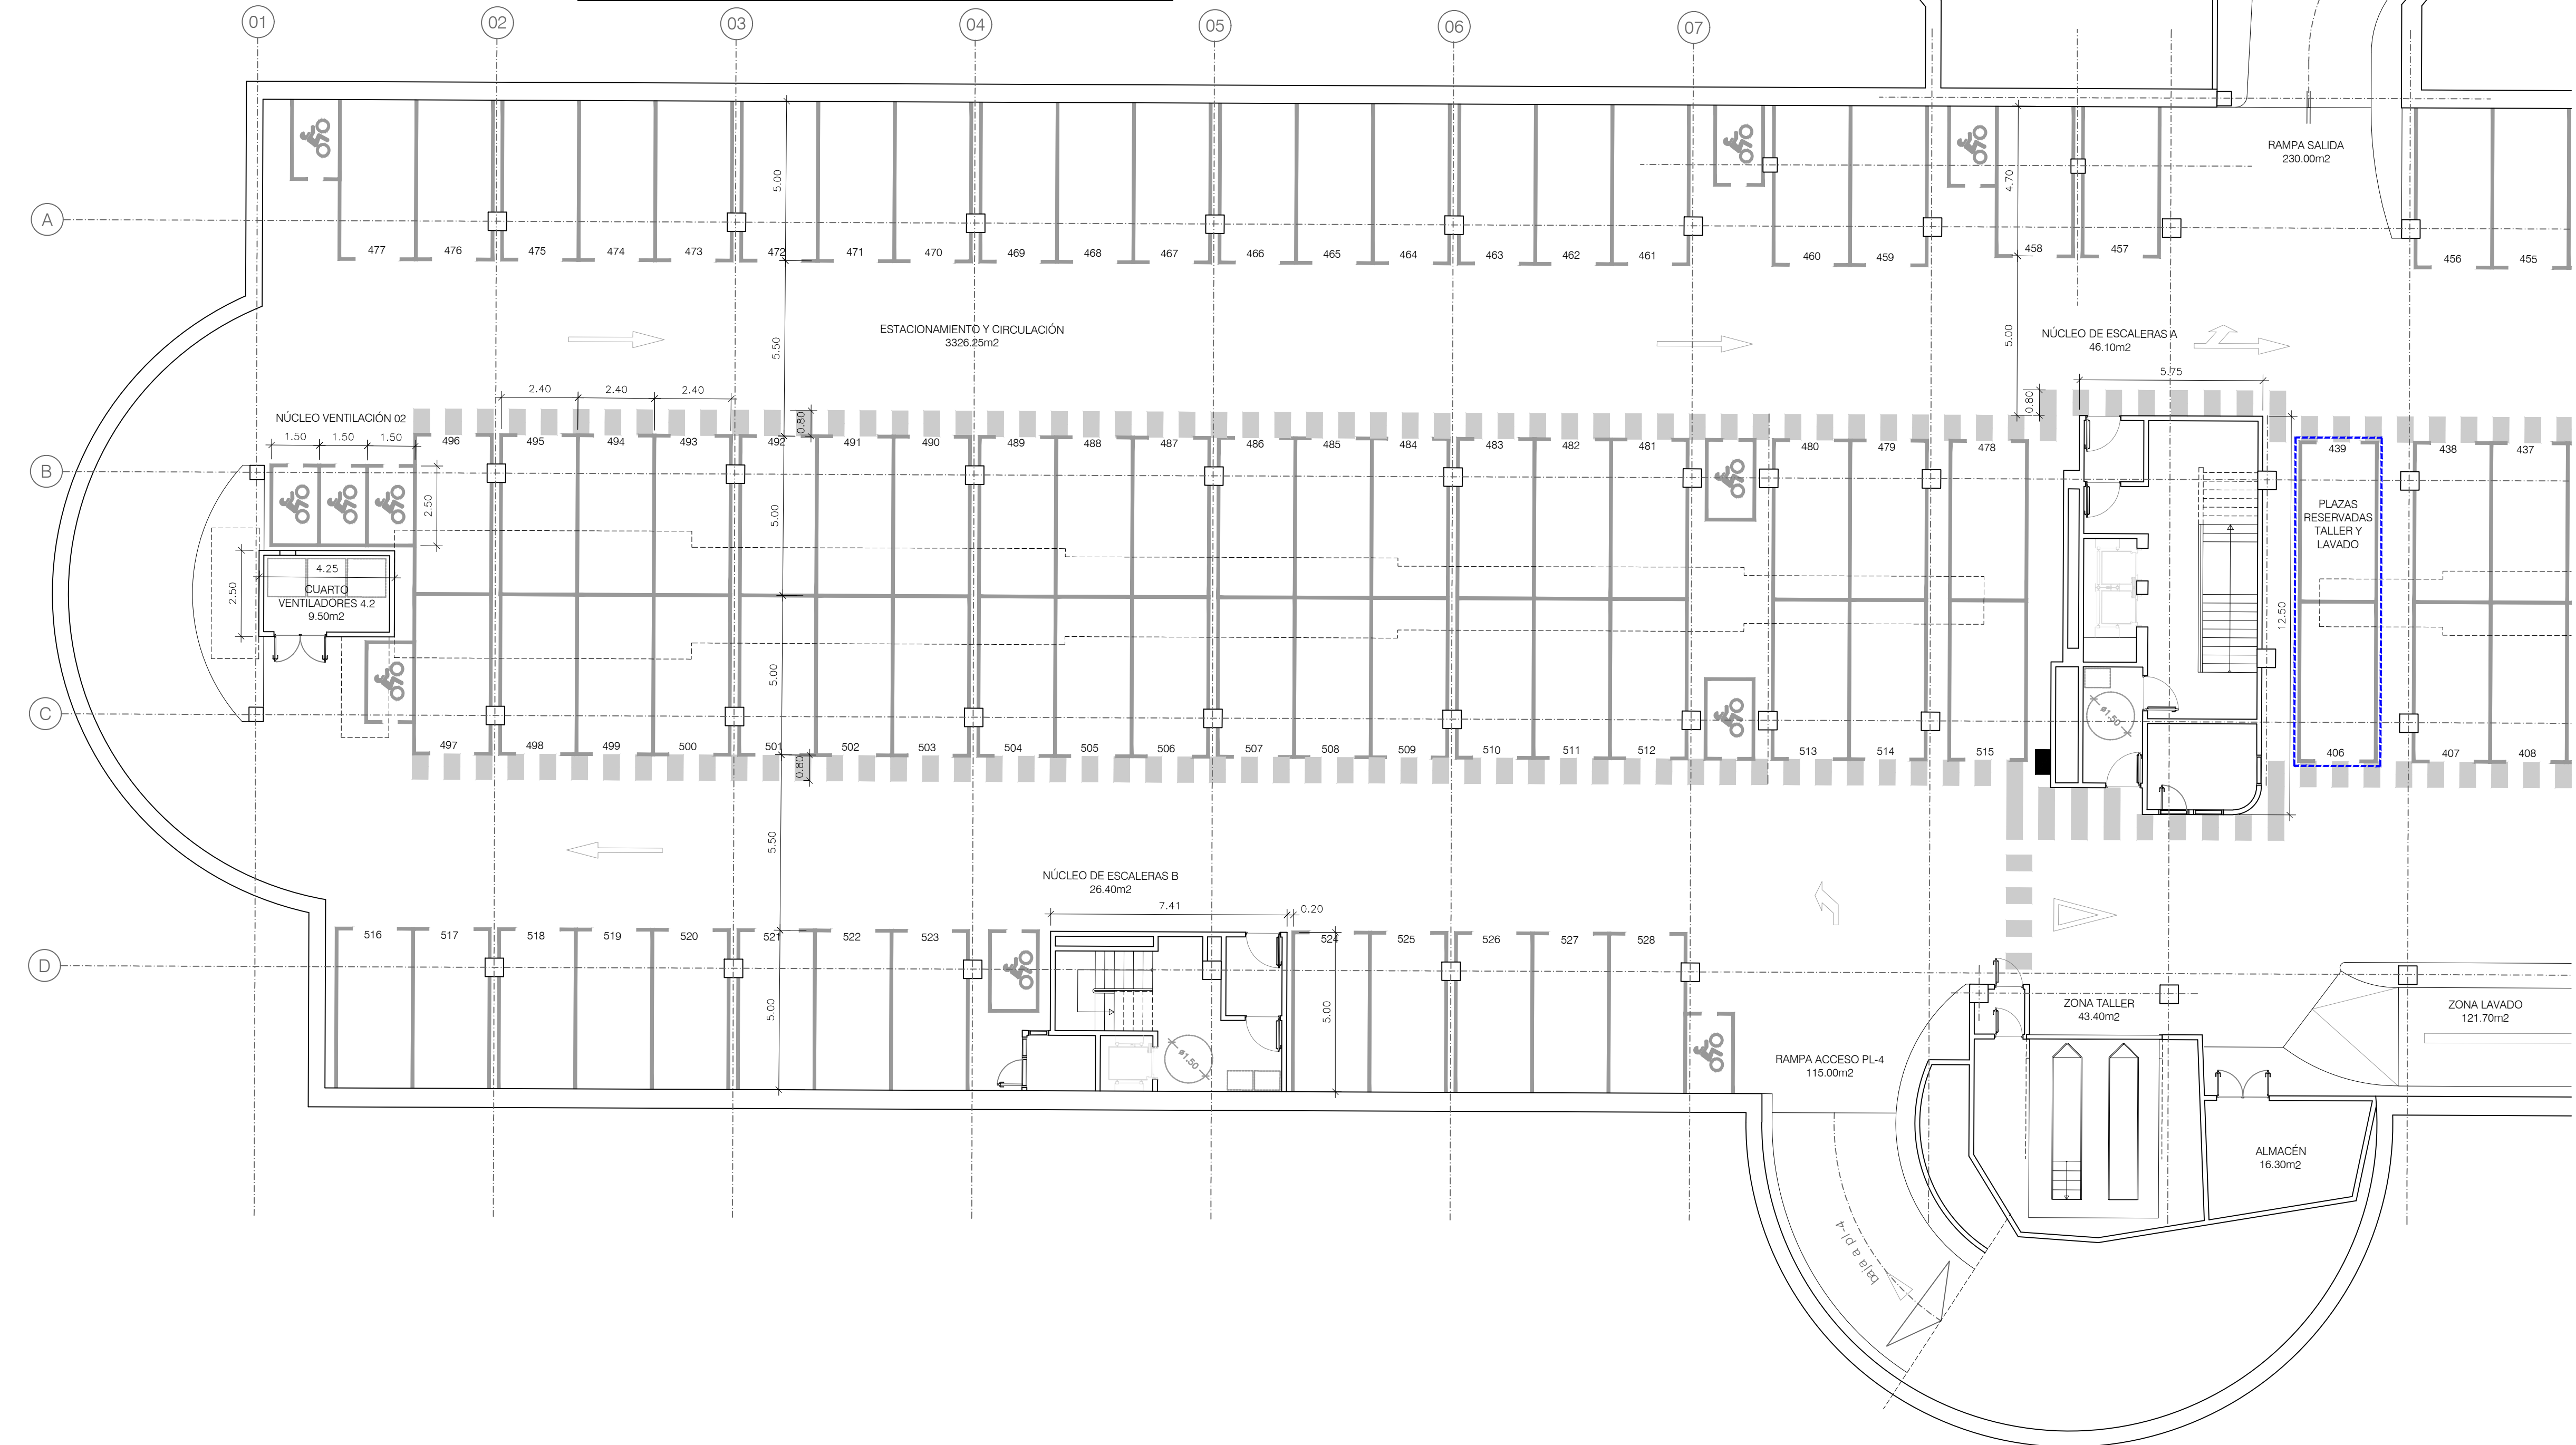 01 02 03 04 05 06 07
RAMPA SALIDA
230.00m2
5.00
4.70
A
477 476 475 474 473 472 471 470 469 468 467 466 465 464 463 462 461 460 459 458 457 456 455
ESTACIONAMIENTO Y CIRCULACIÓN
3326.25m2
5.50
5.00
NÚCLEO DE ESCALERAS A
46.10m2
5.75
2.40 2.40 2.40
0.80
0.80
NÚCLEO VENTILACIÓN 02
1.50 1.50 1.50
496 495 494 493 492 491 490 489 488 487 486 485 484 483 482 481 480 479 478 439 438 437
B
2.50
5.00
PLAZAS
RESERVADAS
TALLER Y
LAVADO
4.25
2.50
CUARTO
VENTILADORES 4.2
9.50m2
12.50
5.00
C
ø1.50
497 498 499 500 501 502 503 504 505 506 507 508 509 510 511 512 513 514 515 406 407 408
0.80
5.50
NÚCLEO DE ESCALERAS B
26.40m2
7.41 0.20
516 517 518 519 520 521 522 523 524 525 526 527 528
D
5.00
5.00
ZONA TALLER
43.40m2
ZONA LAVADO
121.70m2
ø1.50
RAMPA ACCESO PL-4
115.00m2
ALMACÉN
16.30m2
baja a pl-4